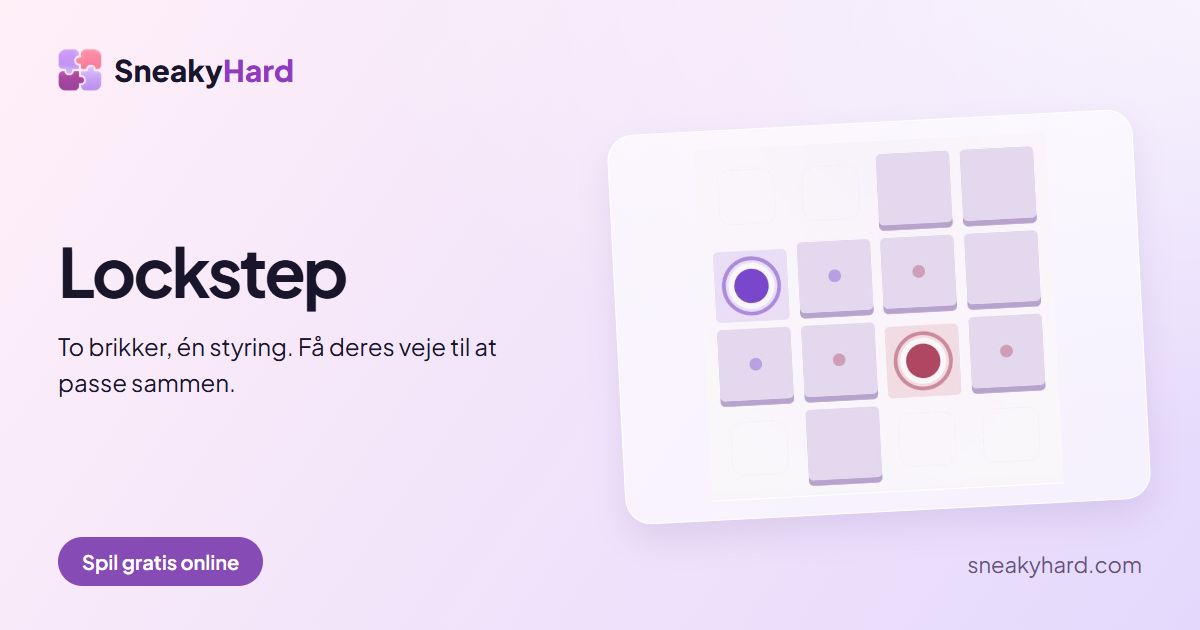 SneakyHard
Lockstep
To brikker, én styring. Få deres veje til at
passe sammen.
Spil gratis online
sneakyhard.com